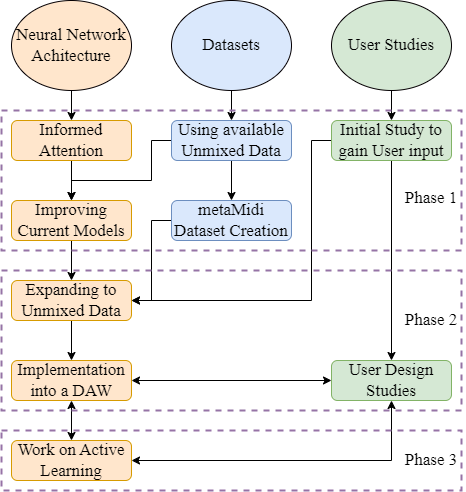 Neural Network
Achitecture
Datasets
User Studies
Informed
Attention
Using available
Unmixed Data
Initial Study to
gain User input
Phase 1
Improving
Current Models
metaMidi
Dataset Creation
Expanding to
Unmixed Data
Phase 2
Implementation
into a DAW
User Design
Studies
Work on Active
Learning
Phase 3